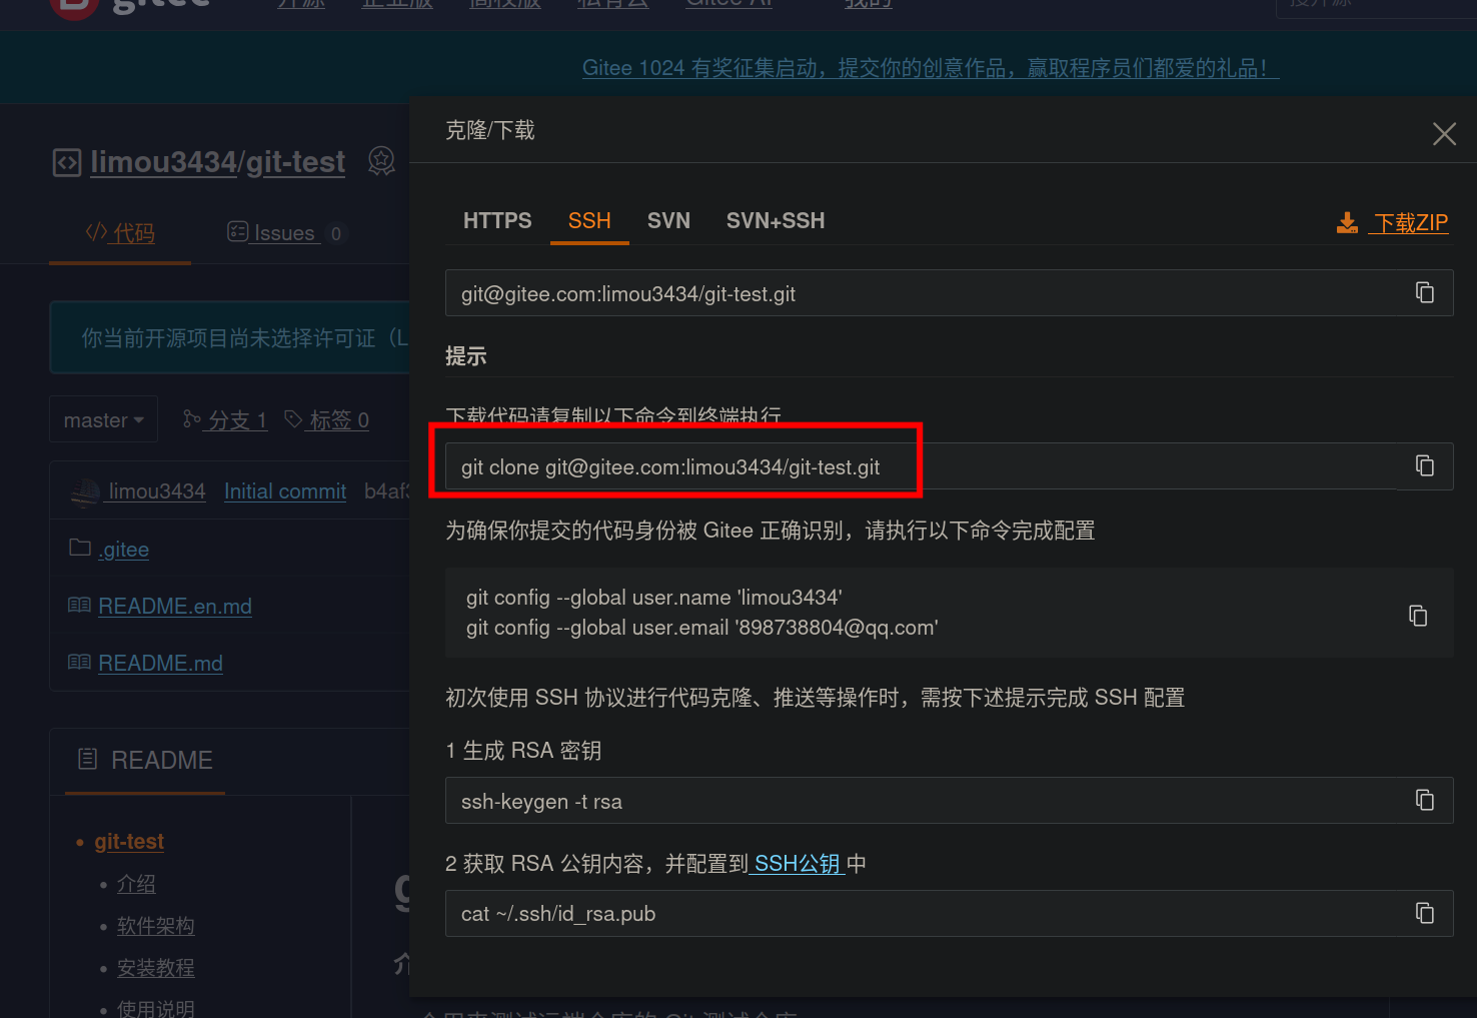 gitee 开源 企业版 高校版 私有云 Gitee AI 我的 搜开源
Gitee 1024 有奖征集启动，提交你的创意作品，赢取程序员们都爱的礼品！
克隆/下载
limou3434/git-test
代码 Issues 0
HTTPS SSH SVN SVN+SSH 下载ZIP
git@gitee.com:limou3434/git-test.git
你当前开源项目尚未选择许可证（L
提示
下载代码请复制以下命令到终端执行
master 分支 1 标签 0
git clone git@gitee.com:limou3434/git-test.git
limou3434 Initial commit b4af3
为确保你提交的代码身份被 Gitee 正确识别，请执行以下命令完成配置
.gitee
git config --global user.name 'limou3434'
git config --global user.email '898738804@qq.com'
README.en.md
README.md
初次使用 SSH 协议进行代码克隆、推送等操作时，需按下述提示完成 SSH 配置
1 生成 RSA 密钥
README
ssh-keygen -t rsa
git-test
2 获取 RSA 公钥内容，并配置到 SSH公钥 中
介绍
cat ~/.ssh/id_rsa.pub
软件架构
安装教程
使用说明